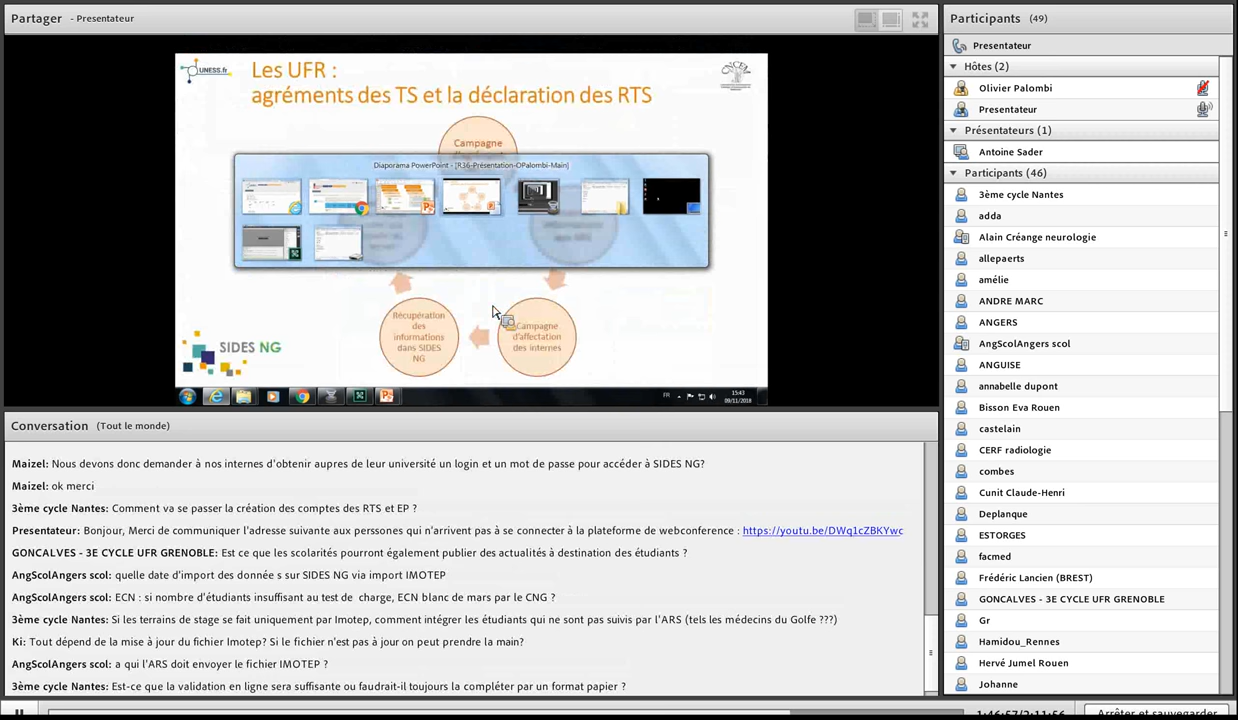 Partager - Presentateur
UNESS.fr
Les UFR :
agréments des TS et la déclaration des RTS
Campagne
Diaporama PowerPoint - [R36-Présentation-OPalombi-Main]
Récupération
des
informations
dans SIDES
NG
Campagne
d'affectation
des internes
SIDES NG
FR
15:43
09/11/2018
Conversation (Tout le monde)
Maizel: Nous devons donc demander à nos internes d'obtenir aupres de leur université un login et un mot de passe pour accéder à SIDES NG?
Maizel: ok merci
3ème cycle Nantes: Comment va se passer la création des comptes des RTS et EP ?
Presentateur: Bonjour, Merci de communiquer l'adresse suivante aux perssones qui n'arrivent pas à se connecter à la plateforme de webconference : https://youtu.be/DWq1cZBKYwc
GONCALVES - 3E CYCLE UFR GRENOBLE: Est ce que les scolarités pourront également publier des actualités à destination des étudiants ?
AngScolAngers scol: quelle date d'import des donnée s sur SIDES NG via import IMOTEP
AngScolAngers scol: ECN : si nombre d'étudiants insuffisant au test de charge, ECN blanc de mars par le CNG ?
3ème cycle Nantes: Si les terrains de stage se fait uniquement par Imotep, comment intégrer les étudiants qui ne sont pas suivis par l'ARS (tels les médecins du Golfe ???)
Ki: Tout dépend de la mise à jour du fichier Imotep? Si le fichier n'est pas à jour on peut prendre la main?
AngScolAngers scol: a qui l'ARS doit envoyer le fichier IMOTEP ?
3ème cycle Nantes: Est-ce que la validation en ligne sera suffisante ou faudrait-il toujours la compléter par un format papier ?
Participants (49)
Presentateur
Hôtes (2)
Olivier Palombi
Presentateur
Présentateurs (1)
Antoine Sader
Participants (46)
3ème cycle Nantes
adda
Alain Créange neurologie
allepaerts
amélie
ANDRE MARC
ANGERS
AngScolAngers scol
ANGUISE
annabelle dupont
Bisson Eva Rouen
castelain
CERF radiologie
combes
Cunit Claude-Henri
Deplanque
ESTORGES
facmed
Frédéric Lancien (BREST)
GONCALVES - 3E CYCLE UFR GRENOBLE
Gr
Hamidou_Rennes
Hervé Jumel Rouen
Johanne
1:46:57/2:11:56
Arrêter et sauvegarder